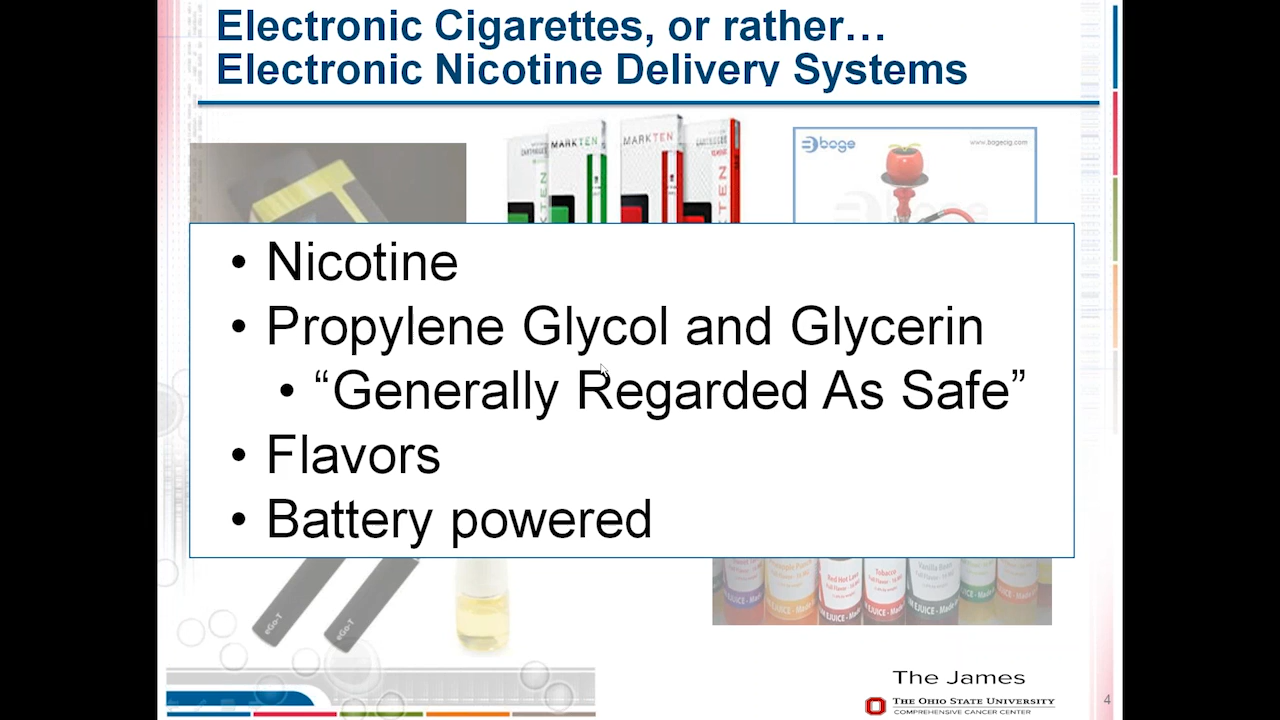 Electronic Cigarettes, or rather…
Electronic Nicotine Delivery Systems
MARKTEN
MARKTEN
boge
www.bogecig.com
• Nicotine
• Propylene Glycol and Glycerin
• “Generally Regarded As Safe”
• Flavors
• Battery powered
eGo-T
eGo-T
Red Hot
Tobacco
Vanilla Bean
EJUICE
The James
THE OHIO STATE UNIVERSITY
COMPREHENSIVE CANCER CENTER
4